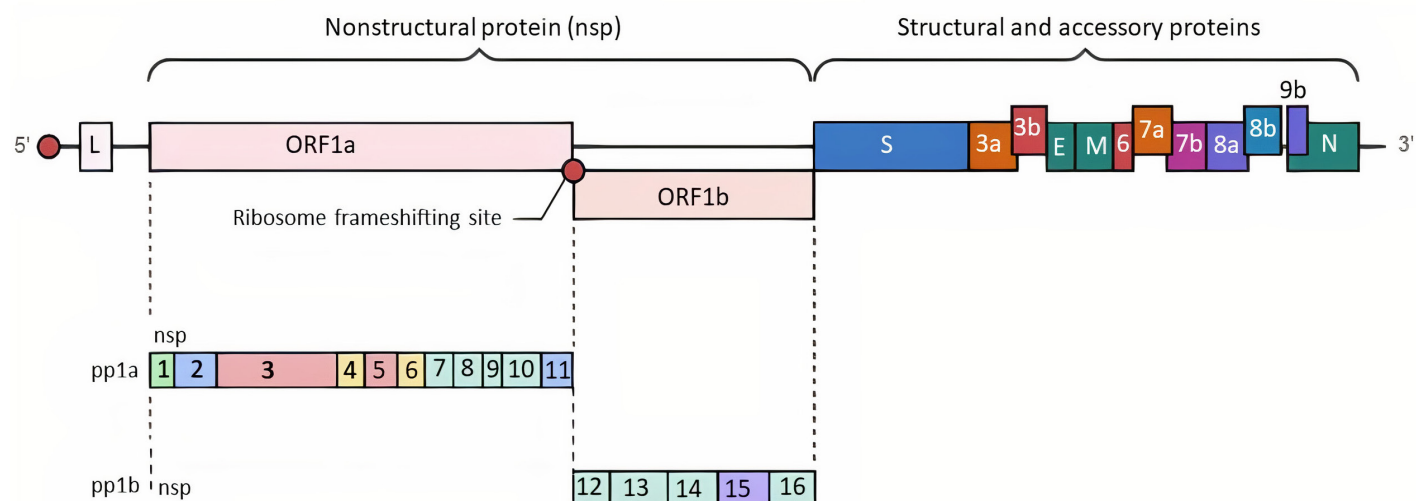 Nonstructural protein (nsp)
Structural and accessory proteins
9b
5' L ORF1a S 3a 3b E M 6 7a 7b 8a 8b N 3'
ORF1b
Ribosome frameshifting site
nsp
pp1a 1 2 3 4 5 6 7 8 9 10 11
pp1b nsp 12 13 14 15 16